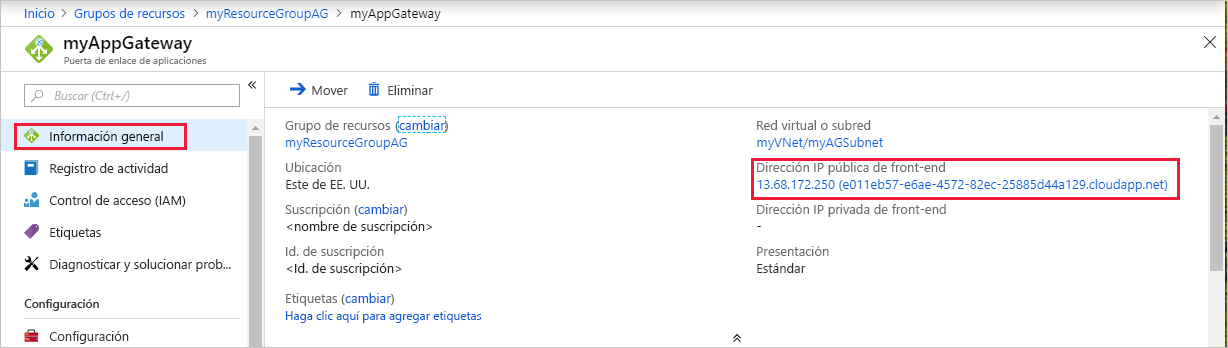 Inicio > Grupos de recursos > myResourceGroupAG > myAppGateway
myAppGateway
Puerta de enlace de aplicaciones
Buscar (Ctrl+/)
Información general
Registro de actividad
Control de acceso (IAM)
Etiquetas
Diagnosticar y solucionar prob...
Configuración
Configuración
Mover
Eliminar
Grupo de recursos (cambiar)
myResourceGroupAG
Ubicación
Este de EE. UU.
Suscripción (cambiar)
<nombre de suscripción>
Id. de suscripción
<Id. de suscripción>
Etiquetas (cambiar)
Haga clic aquí para agregar etiquetas
Red virtual o subred
myVNet/myAGSubnet
Dirección IP pública de front-end
13.68.172.250 (e011eb57-e6ae-4572-82ec-25885d44a129.cloudapp.net)
Dirección IP privada de front-end
-
Presentación
Estándar